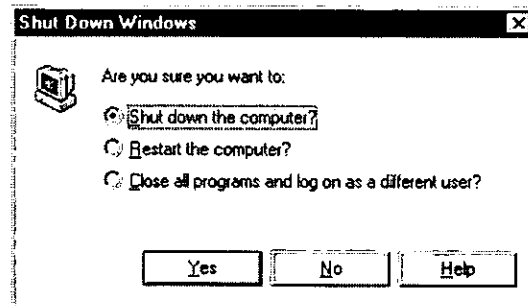 Shut Down Windows
Are you sure you want to:
Shut down the computer?
Restart the computer?
Close all programs and log on as a different user?
Yes No Help